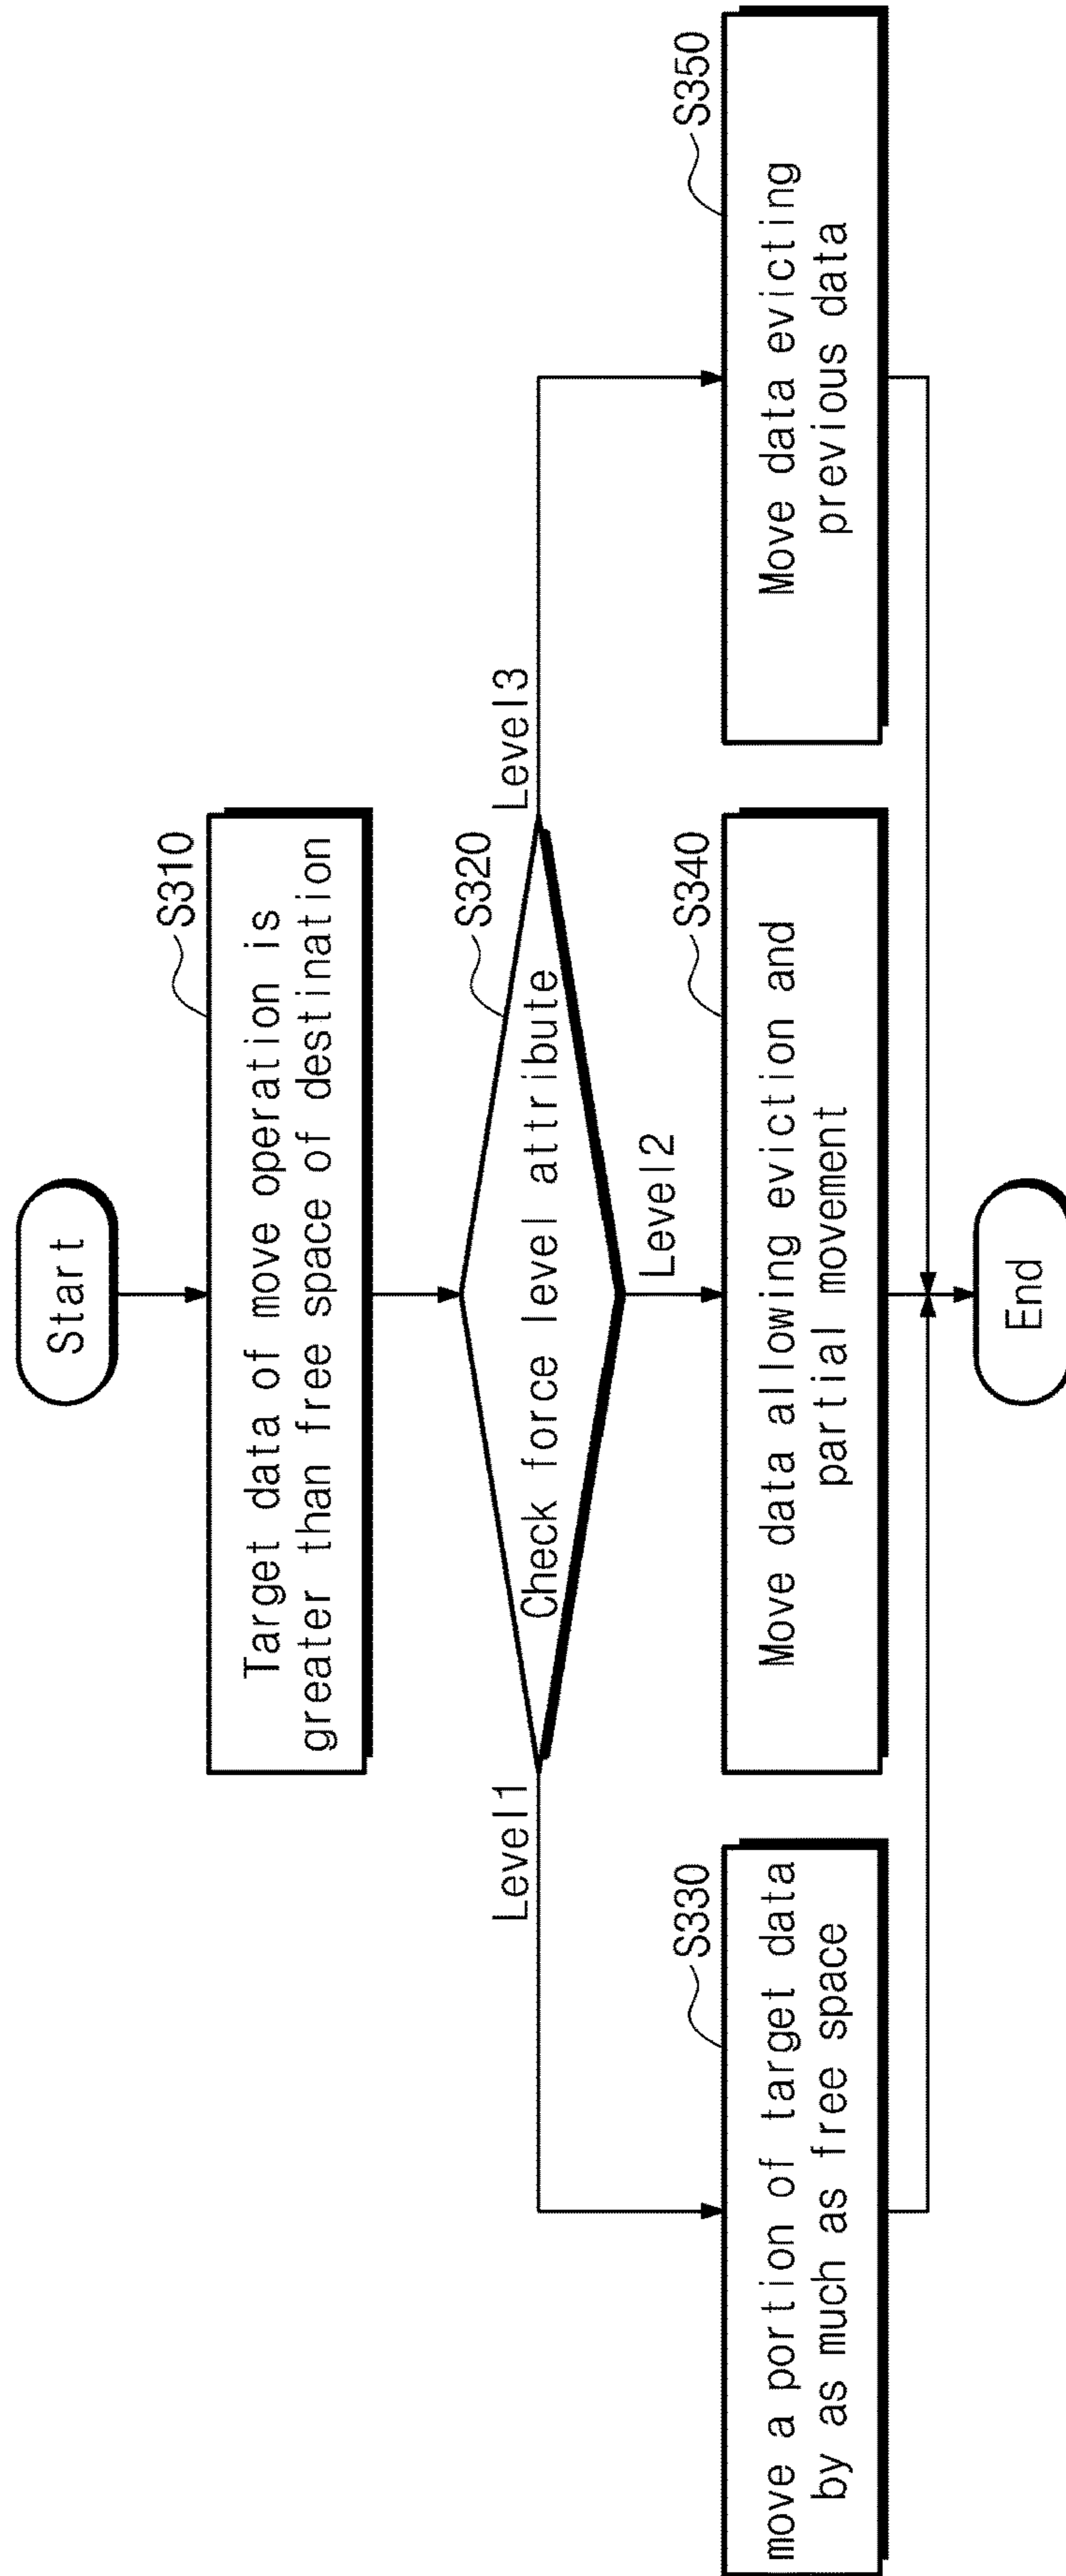 Start
S310
Target data of move operation is
greater than free space of destination
S320
Check force level attribute
Level1
Level2
Level3
S330
move a portion of target data
by as much as free space
S340
Move data allowing eviction and
partial movement
S350
Move data evicting
previous data
End